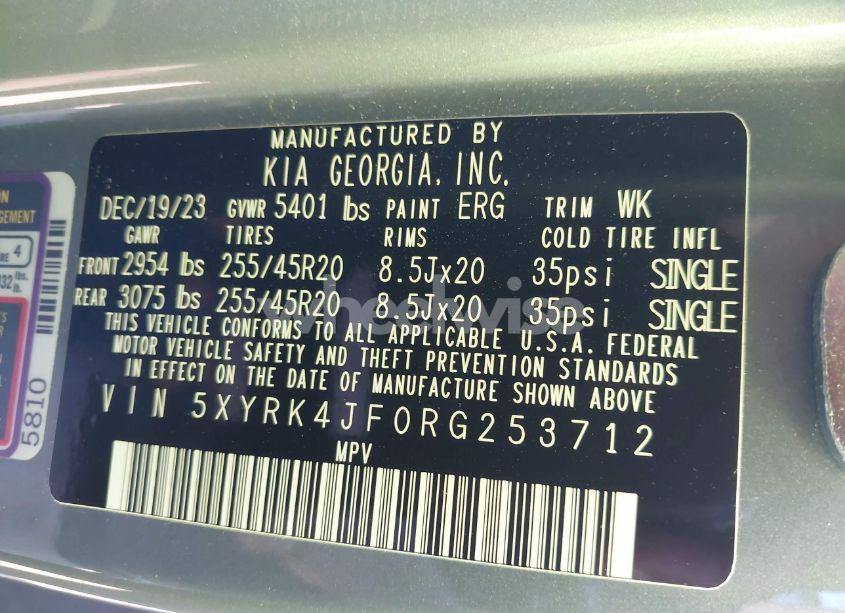 MANUFACTURED BY
KIA GEORGIA, INC.
DEC/19/23 GVWR 5401 lbs PAINT ERG TRIM WK
GAWR TIRES RIMS COLD TIRE INFL
FRONT 2954 lbs 255/45R20 8.5Jx20 35psi SINGLE
REAR 3075 lbs 255/45R20 8.5Jx20 35psi SINGLE
THIS VEHICLE CONFORMS TO ALL APPLICABLE U.S.A. FEDERAL
MOTOR VEHICLE SAFETY AND THEFT PREVENTION STANDARDS
IN EFFECT ON THE DATE OF MANUFACTURE SHOWN ABOVE
VIN 5XYRK4JF0RG253712
MPV
5810
4
lbs.